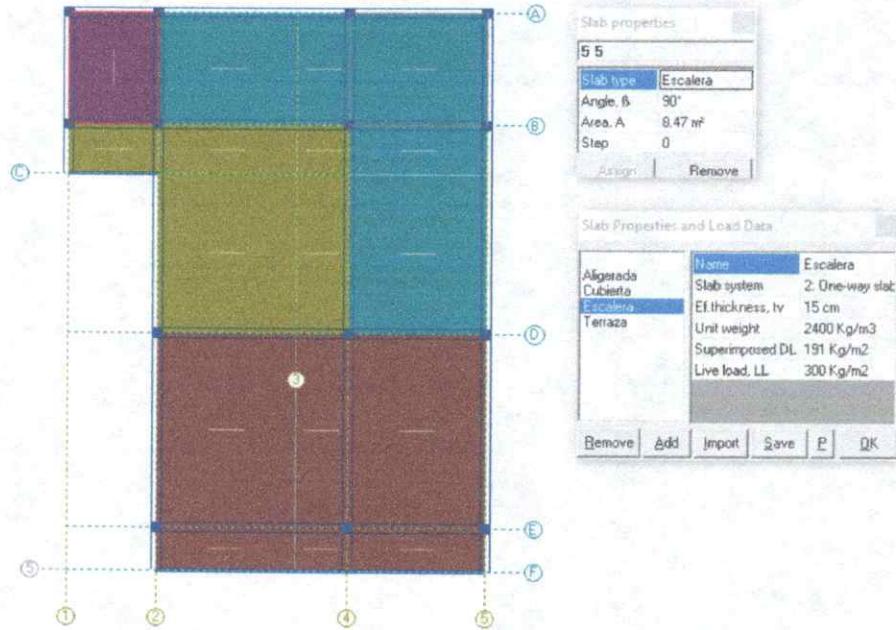 A
B
C
D
3
E
5
F
1
2
4
5
Slab properties
5 5
Slab type Escalera
Angle, ß 90°
Area, A 8.47 m²
Step 0
Assign Remove
Slab Properties and Load Data
Aligerada
Cubierta
Escalera
Terraza
Name Escalera
Slab system 2: One-way slab
Ef.thickness, tv 15 cm
Unit weight 2400 Kg/m3
Superimposed DL 191 Kg/m2
Live load, LL 300 Kg/m2
Remove Add Import Save P OK